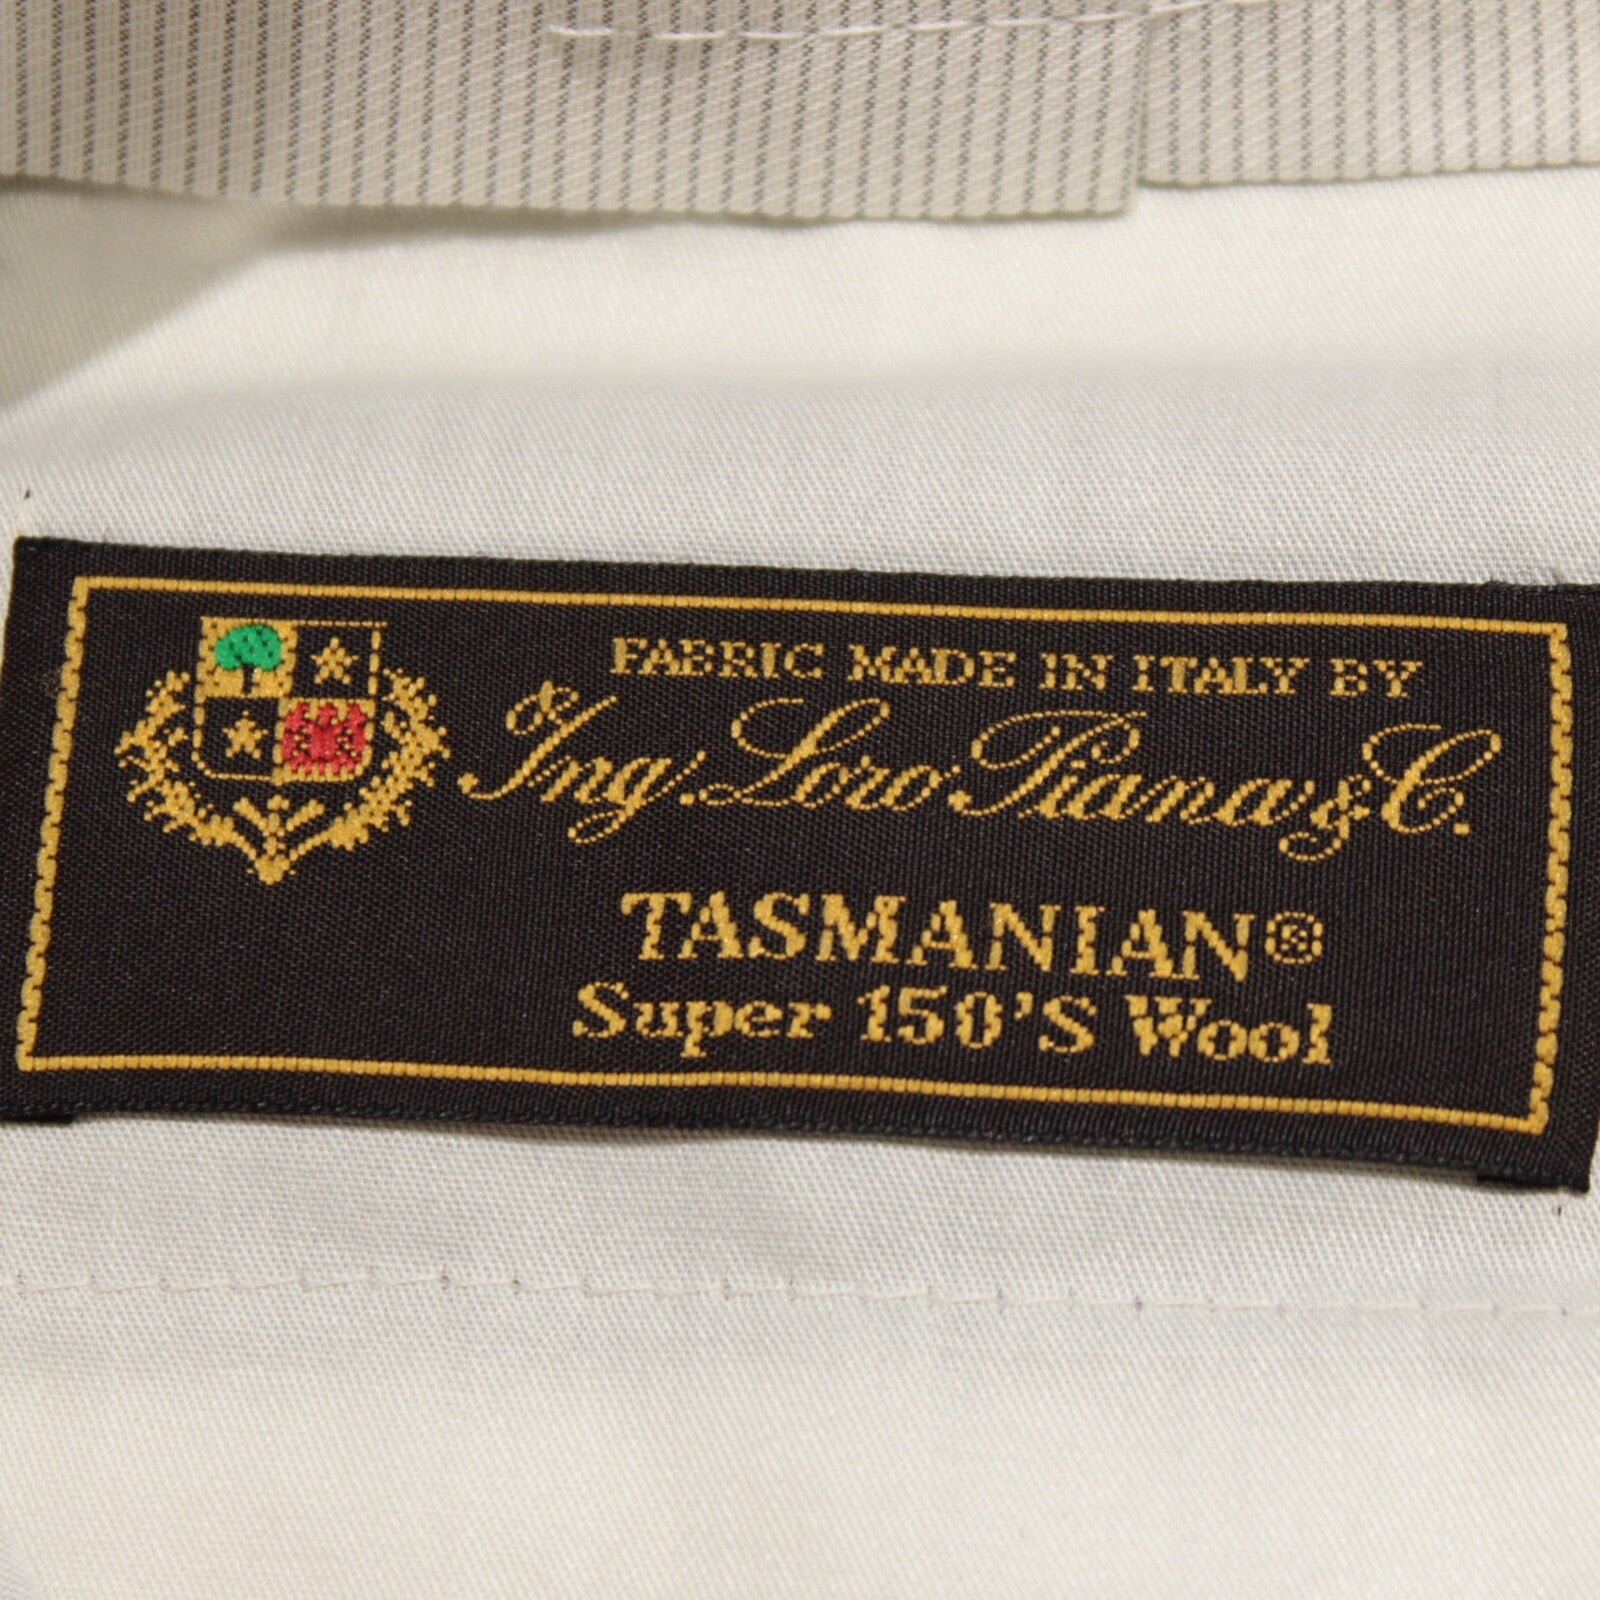 FABRIC MADE IN ITALY BY
Ing. Loro Piana & C.
TASMANIAN®
Super 150'S Wool